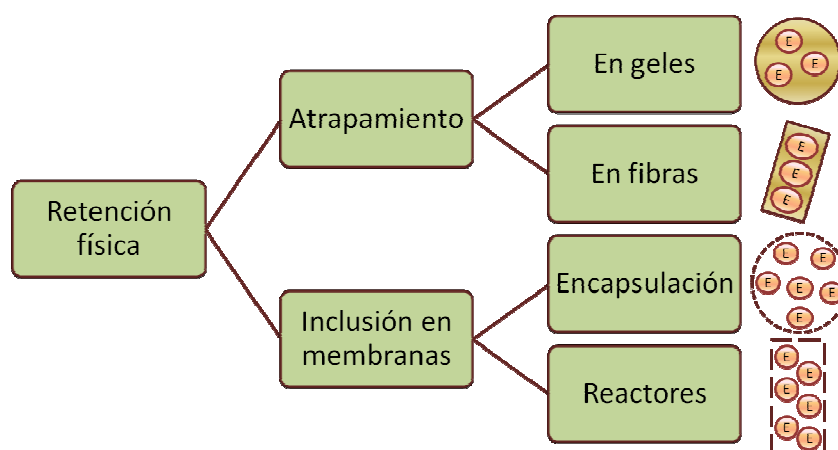 Retención
física
Atrapamiento
En geles
E
E
E
En fibras
E
E
E
Inclusión en
membranas
Encapsulación
E
E
E
E
E
E
Reactores
E
E
E
E
E
E